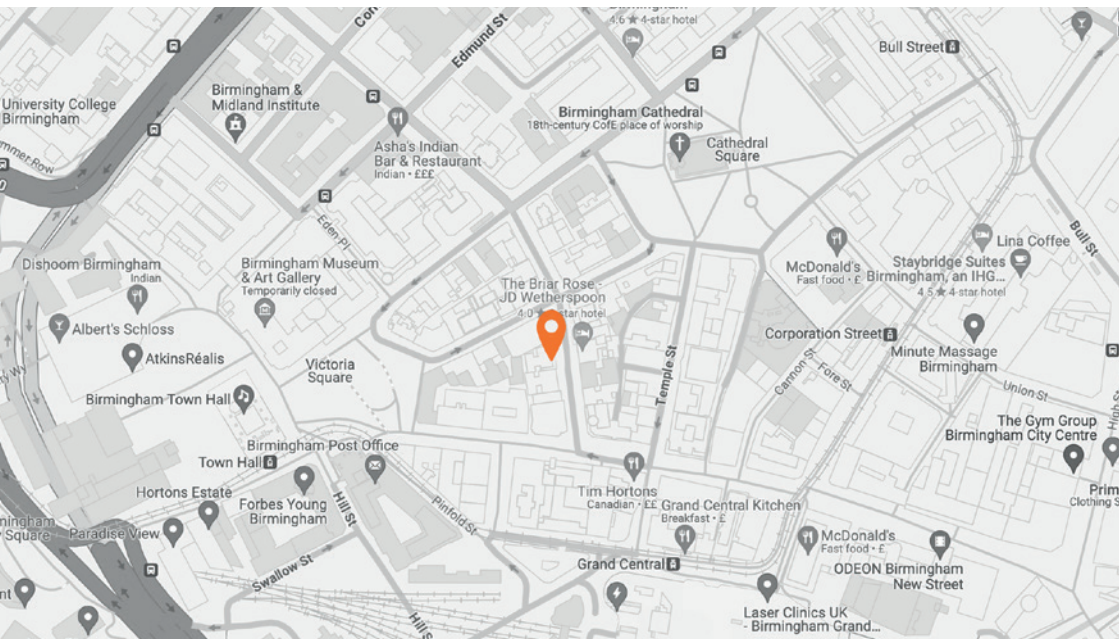 Birmingham
4.6 ★ 4-star hotel
Edmund St
Bull Street
University College
Birmingham
Birmingham &
Midland Institute
Birmingham Cathedral
18th-century CofE place of worship
Cathedral
Square
Asha's Indian
Bar & Restaurant
Indian • £££
Eden Pl
Bull St
Dishoom Birmingham
Indian
Birmingham Museum
& Art Gallery
Temporarily closed
The Briar Rose -
JD Wetherspoon
McDonald's
Fast food • £
Lina Coffee
Staybridge Suites
Birmingham, an IHG...
4.5 ★ 4-star hotel
Albert's Schloss
AtkinsRéalis
Victoria
Square
Temple St
Corporation Street
Cannon St
Fore St
Minute Massage
Birmingham
Union St
Birmingham Town Hall
The Gym Group
Birmingham City Centre
Birmingham Post Office
Town Hall
Hortons Estate
Forbes Young
Birmingham
Paradise View
Hill St
Pinfold St
Tim Hortons
Canadian • ££
Grand Central Kitchen
Breakfast • £
Clothing S
McDonald's
Fast food • £
ODEON Birmingham
New Street
Grand Central
Swallow St
Laser Clinics UK
- Birmingham Grand...